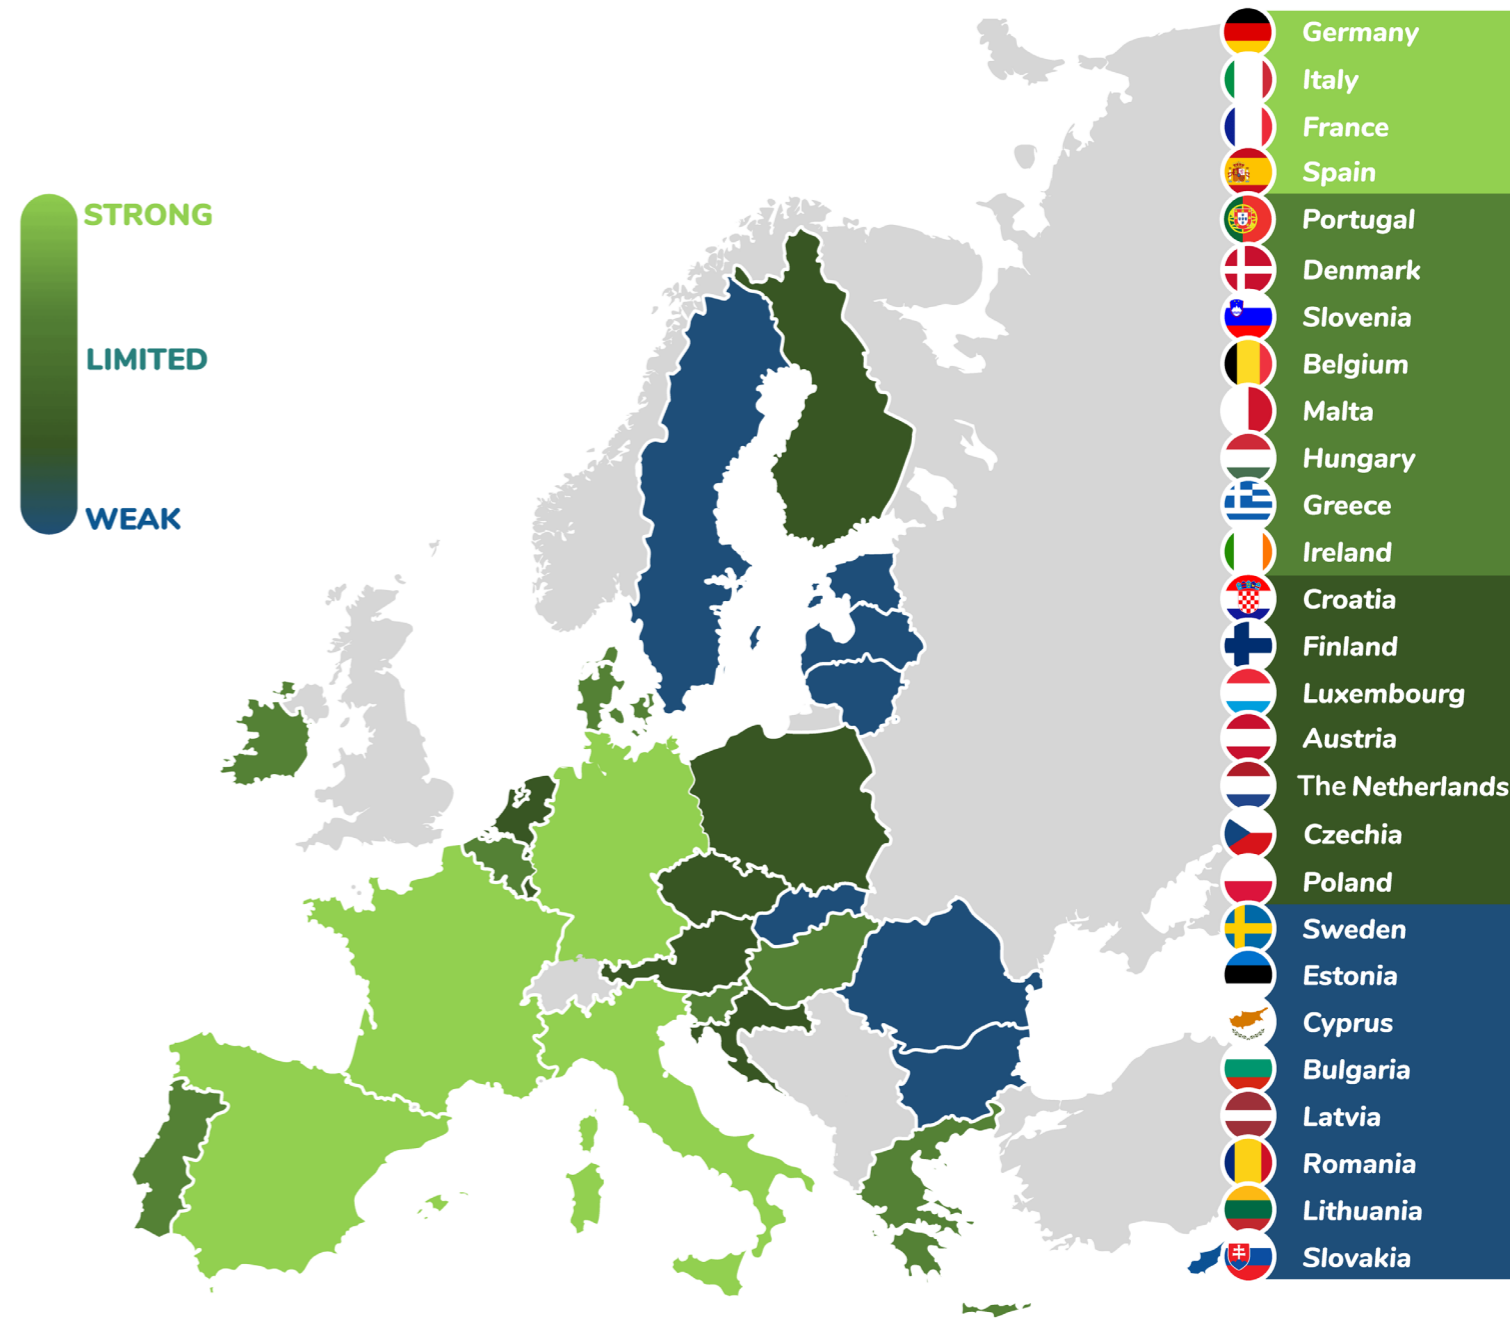 STRONG
LIMITED
WEAK
Germany
Italy
France
Spain
Portugal
Denmark
Slovenia
Belgium
Malta
Hungary
Greece
Ireland
Croatia
Finland
Luxembourg
Austria
The Netherlands
Czechia
Poland
Sweden
Estonia
Cyprus
Bulgaria
Latvia
Romania
Lithuania
Slovakia